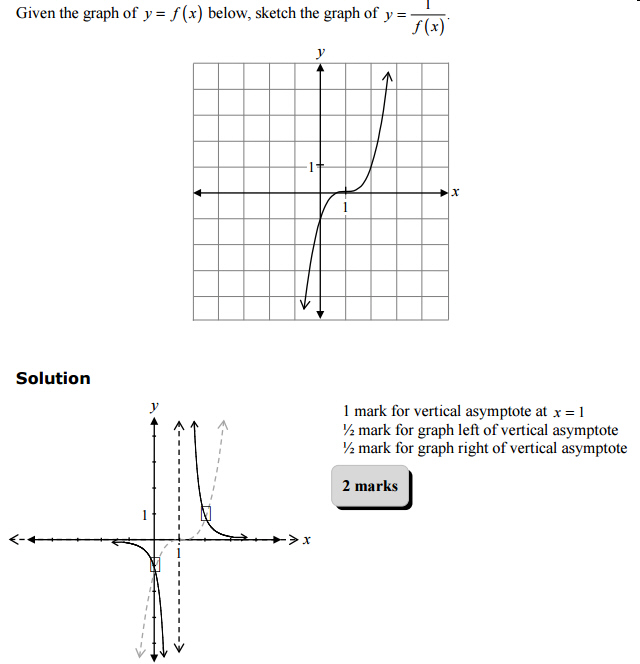 Given the graph of y = f(x) below, sketch the graph of y = 1/f(x).
y
1
x
1
Solution
y
1
x
1
1 mark for vertical asymptote at x = 1
½ mark for graph left of vertical asymptote
½ mark for graph right of vertical asymptote
2 marks